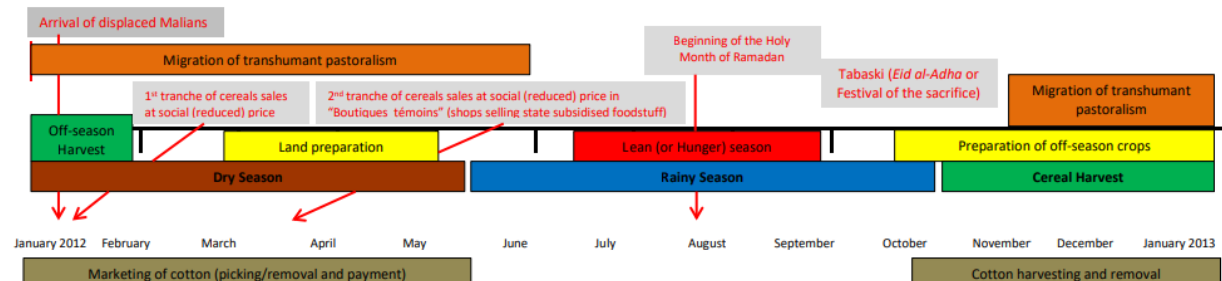 Arrival of displaced Malians
Migration of transhumant pastoralism
Beginning of the Holy
Month of Ramadan
Tabaski (Eid al-Adha or
Festival of the sacrifice)
Migration of transhumant
pastoralism
1st tranche of cereals sales
at social (reduced) price
2nd tranche of cereals sales at social (reduced) price in
"Boutiques témoins" (shops selling state subsidised foodstuff)
Off-season
Harvest
Land preparation
Lean (or Hunger) season
Preparation of off-season crops
Dry Season
Rainy Season
Cereal Harvest
January 2012 February March April May June July August September October November December January 2013
Marketing of cotton (picking/removal and payment)
Cotton harvesting and removal